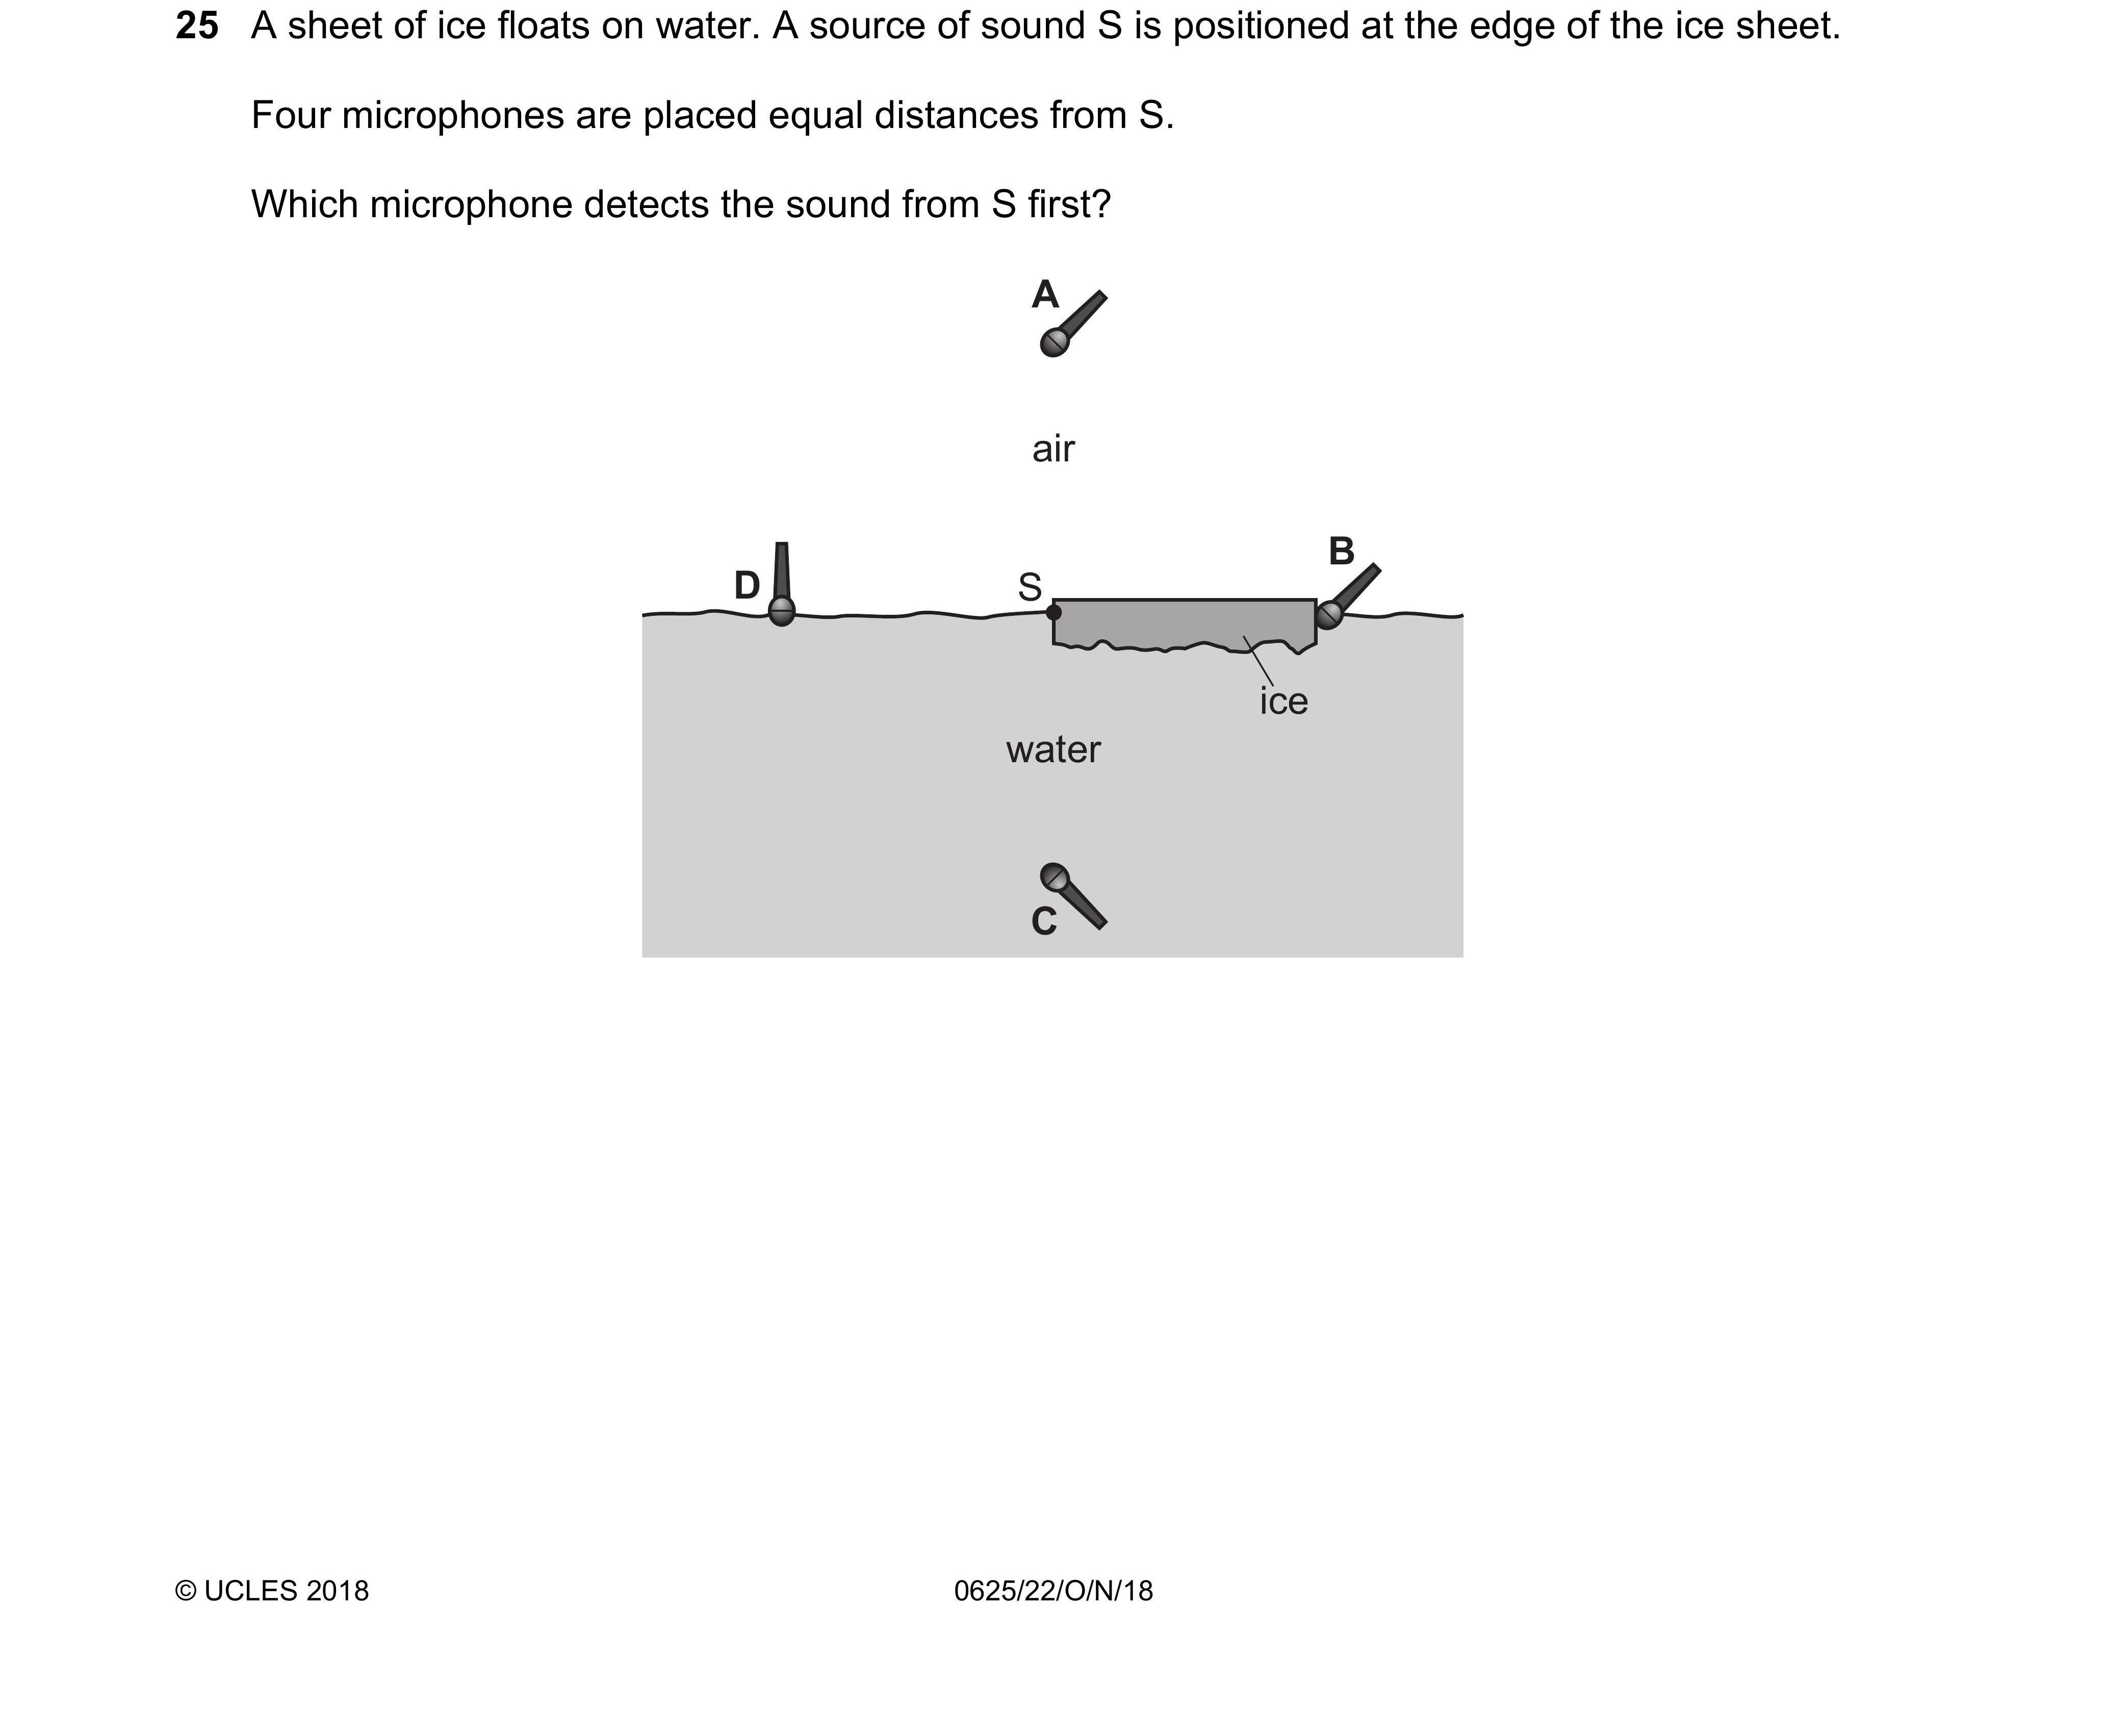 25 A sheet of ice floats on water. A source of sound S is positioned at the edge of the ice sheet.
Four microphones are placed equal distances from S.
Which microphone detects the sound from S first?
A
air
D
S
B
ice
water
C
© UCLES 2018
0625/22/O/N/18